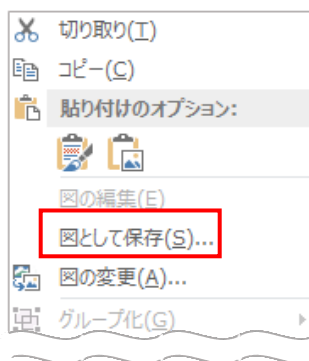 切り取り(T)
コピー(C)
貼り付けのオプション:
図の編集(E)
図として保存(S)...
図の変更(A)...
グループ化(G)